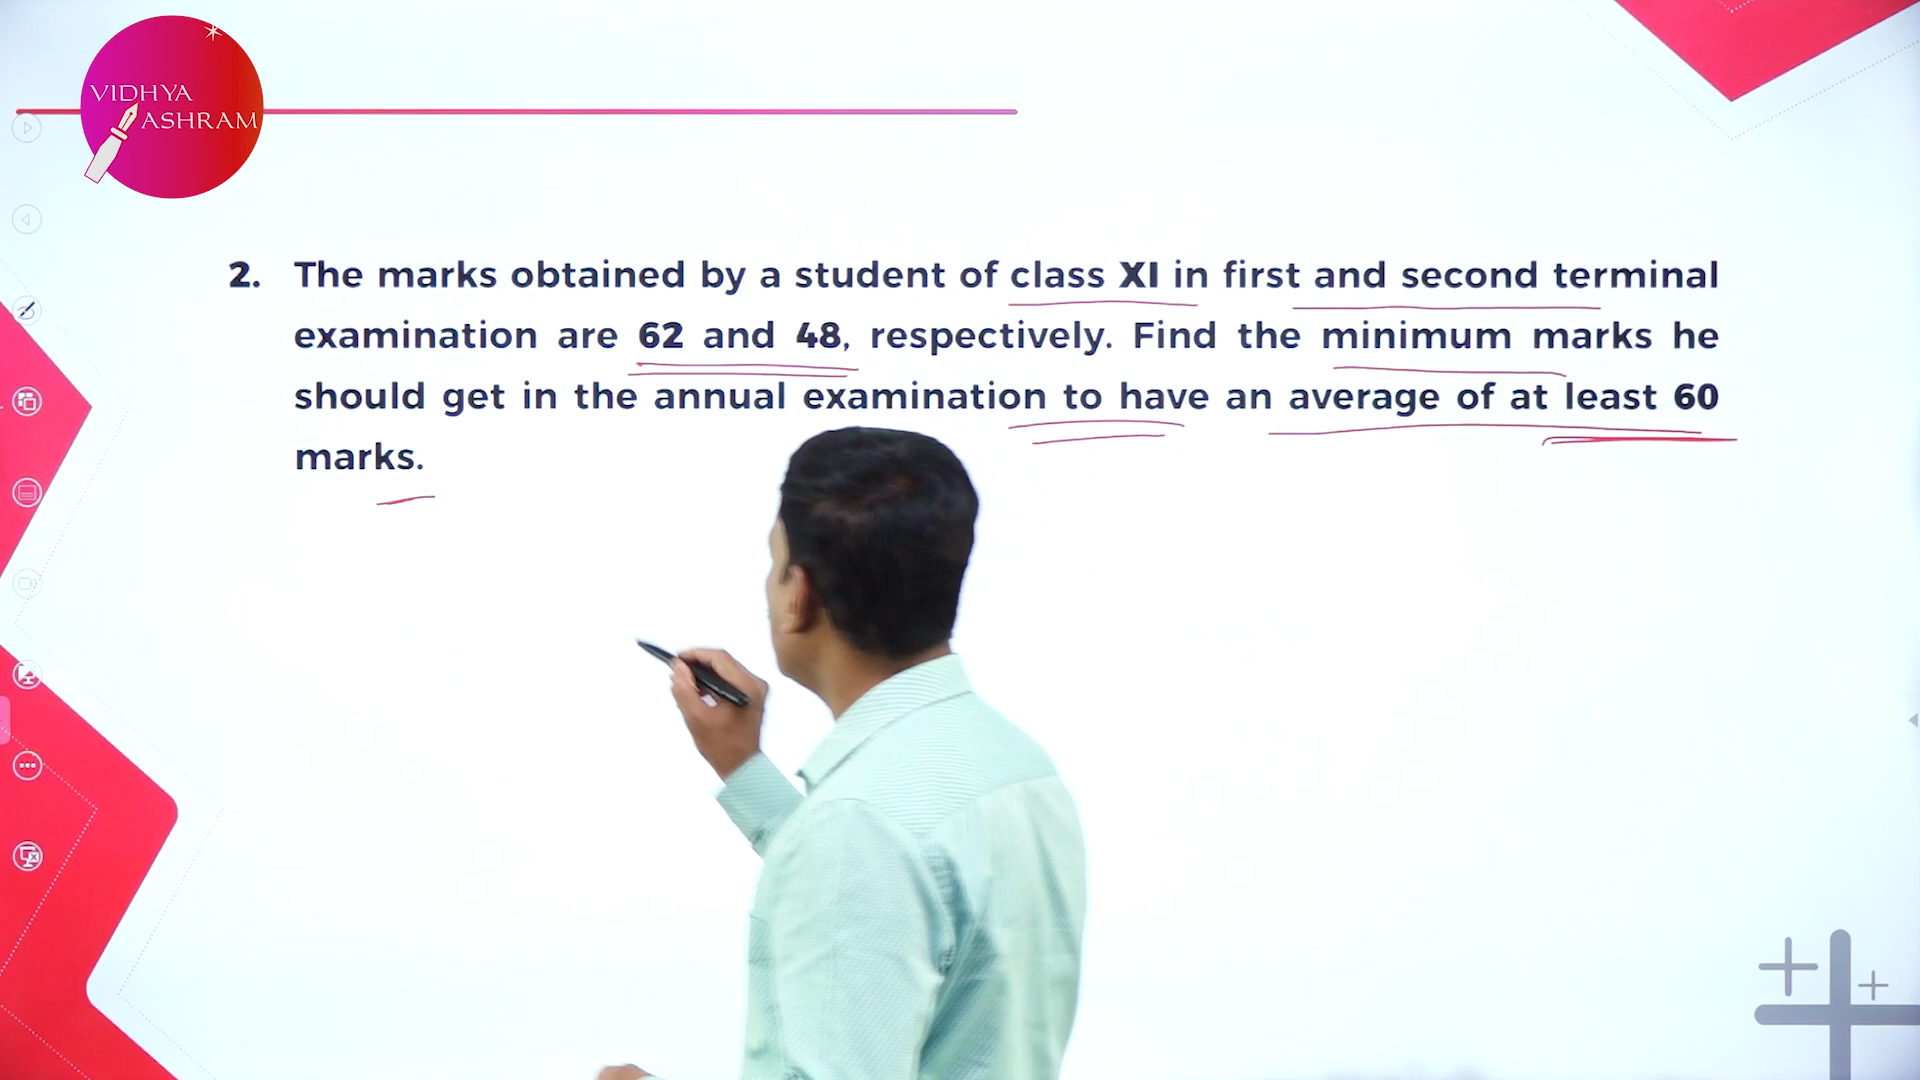 VIDHYA
ASHRAM
2. The marks obtained by a student of class XI in first and second terminal
examination are 62 and 48, respectively. Find the minimum marks he
should get in the annual examination to have an average of at least 60
marks.